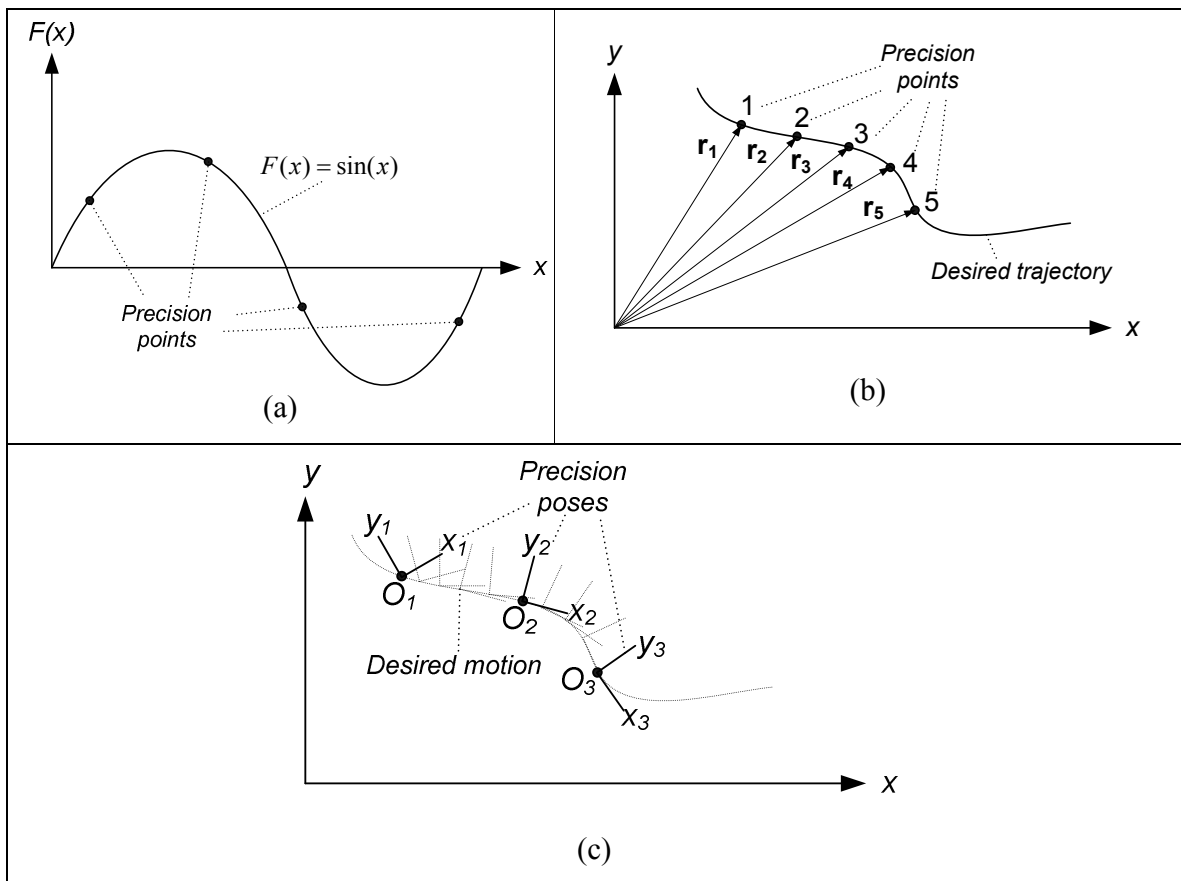 F(x)
F(x) = sin(x)
x
Precision
points
(a)
y
Precision
points
1
2
3
4
5
r1
r2
r3
r4
r5
Desired trajectory
x
(b)
y
Precision
poses
y1
x1
y2
O1
O2
x2
y3
Desired motion
O3
x3
x
(c)